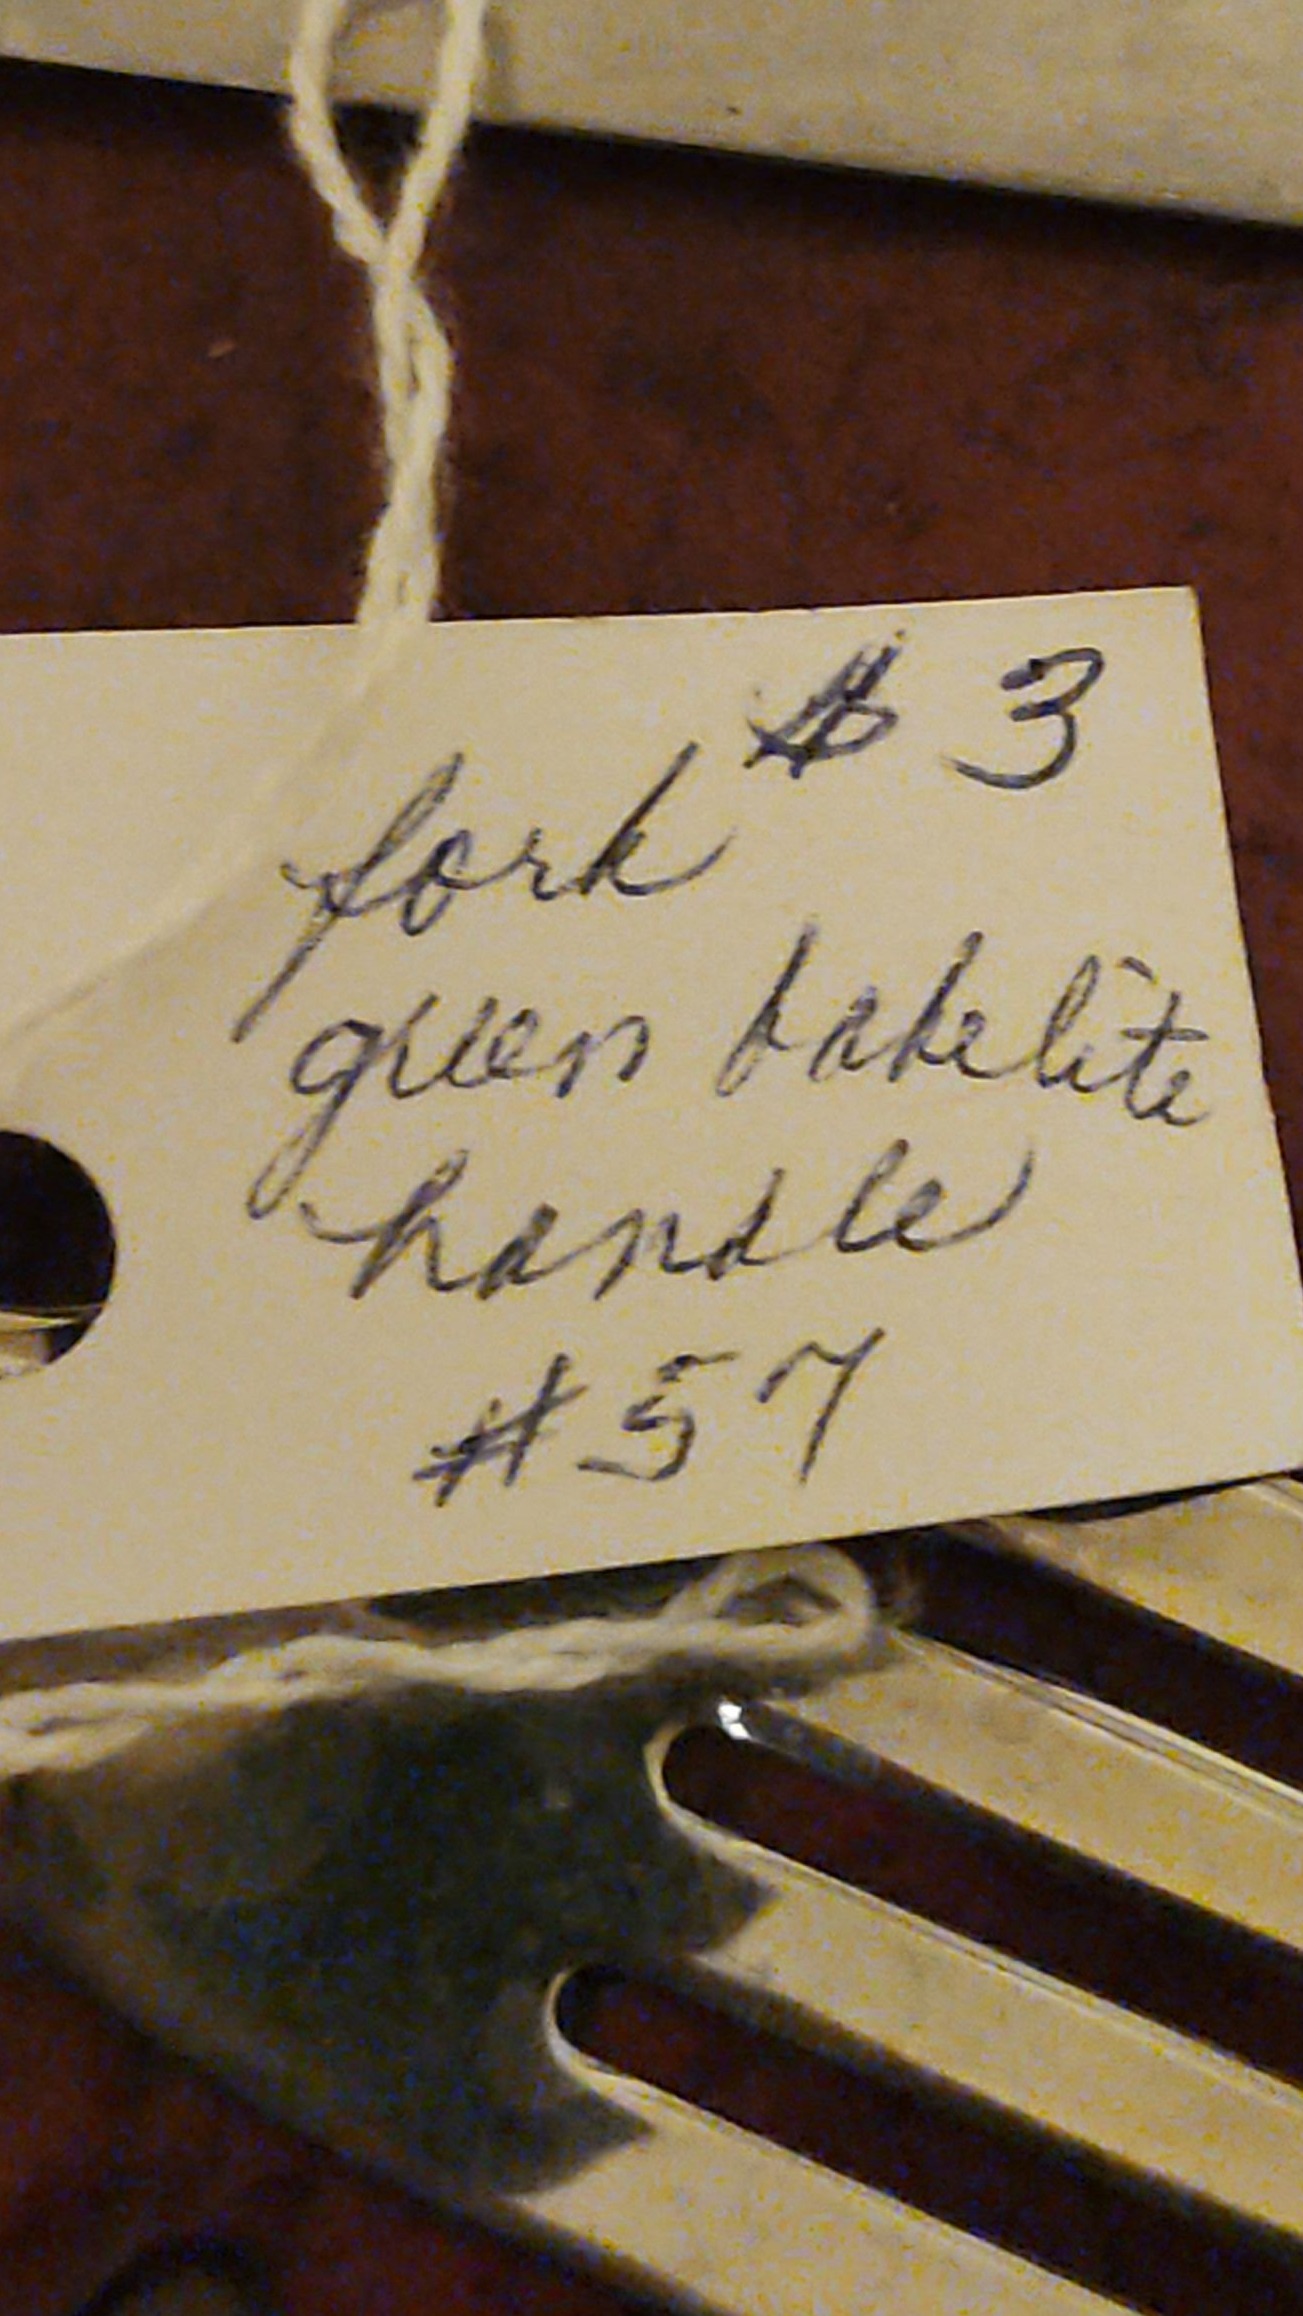 $ 3
fork
green bakelite
handle
#57